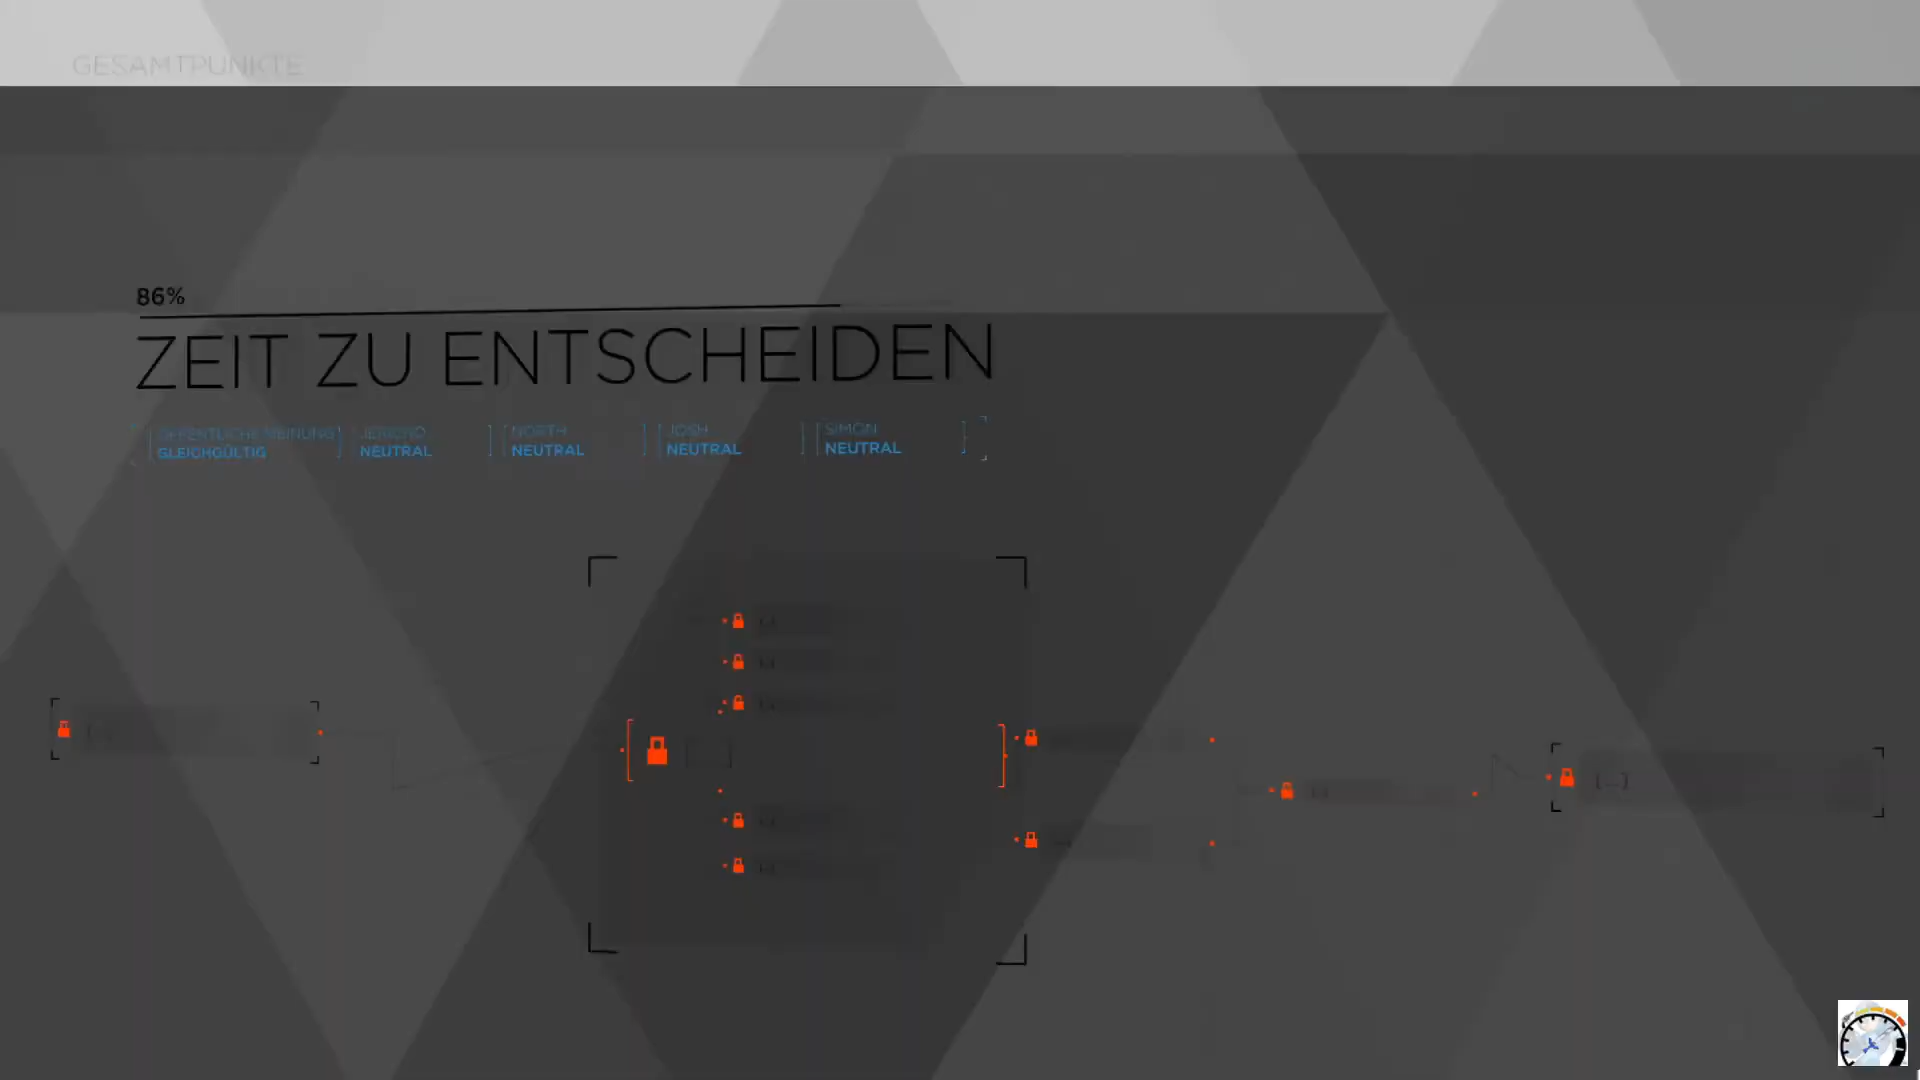 GESAMTPUNKTE
86%
ZEIT ZU ENTSCHEIDEN
ÖFFENTLICHE MEINUNG JERICHO NORTH JOSH SIMON
GLEICHGÜLTIG NEUTRAL NEUTRAL NEUTRAL NEUTRAL